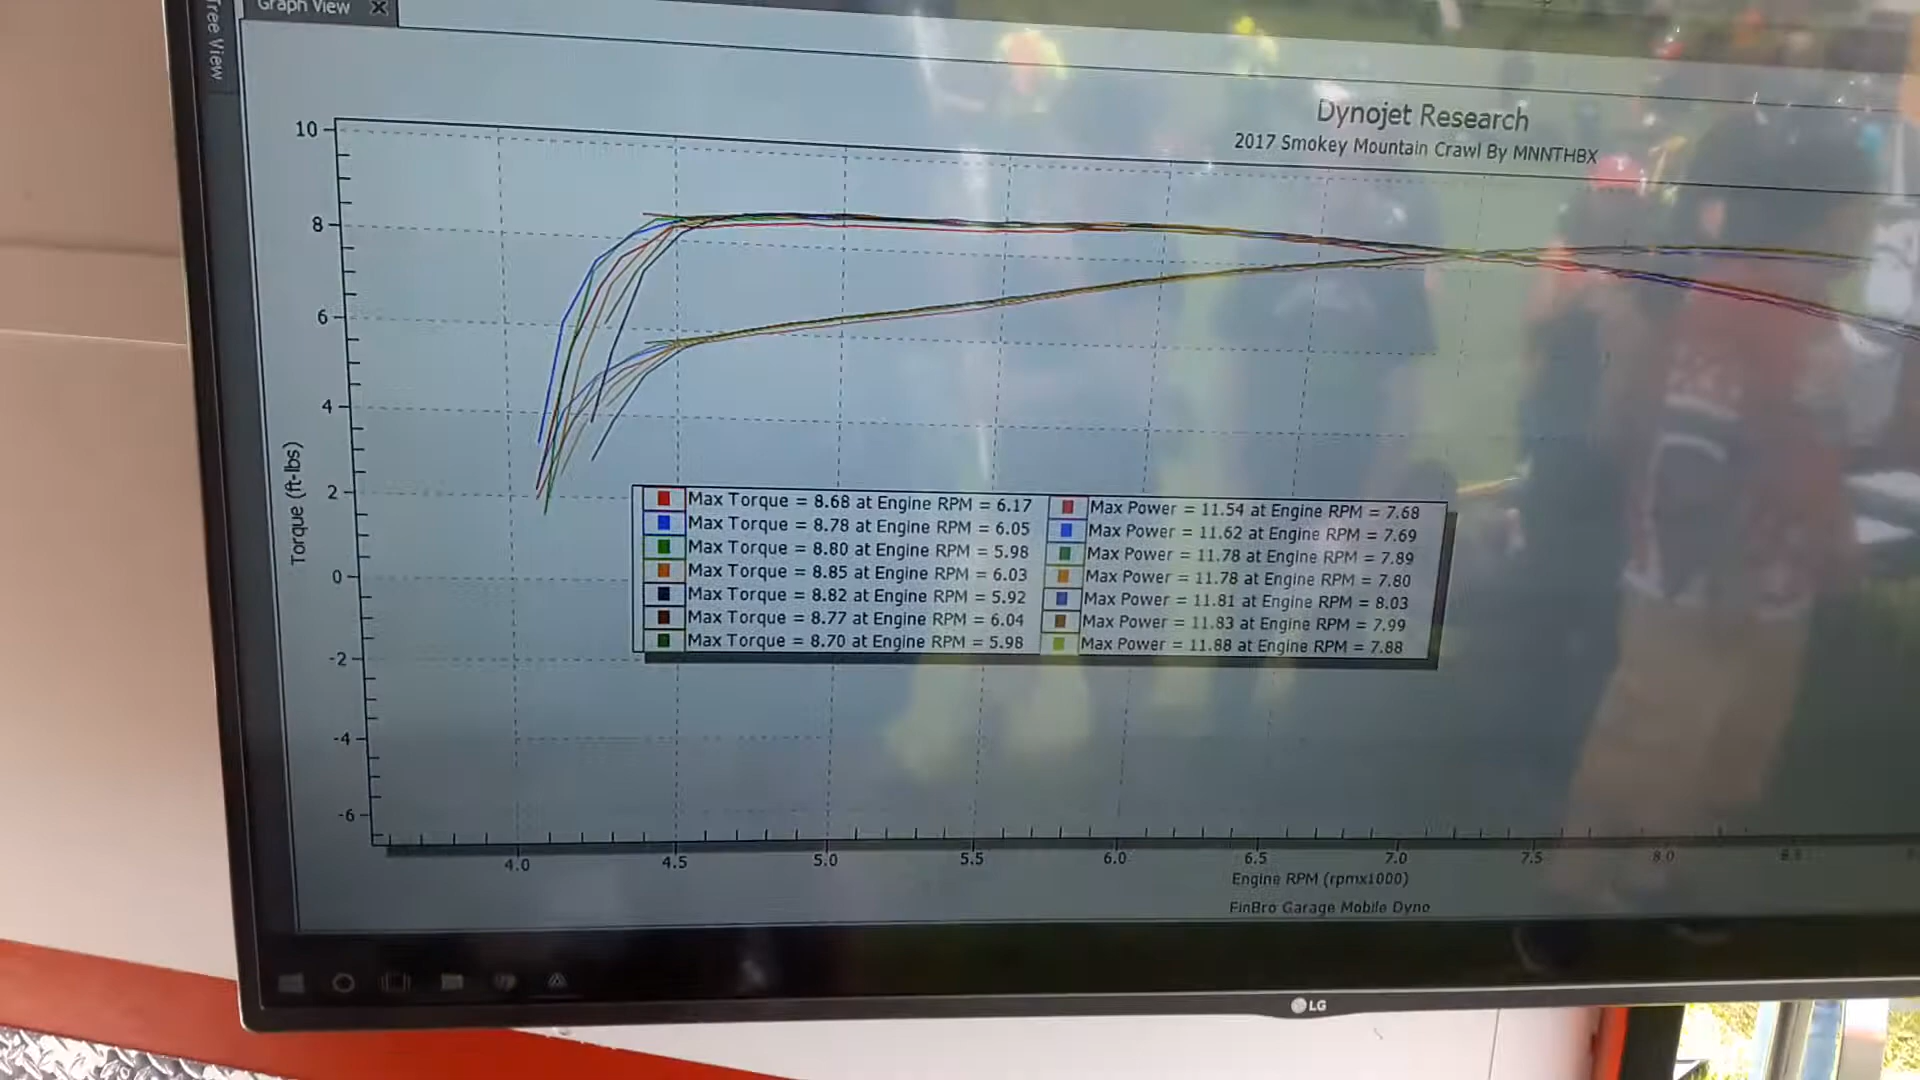 Tree View
Graph View X
Dynojet Research
2017 Smokey Mountain Crawl By MNNTHBX
10
8
6
4
2
0
-2
-4
-6
Torque (ft-lbs)
Max Torque = 8.68 at Engine RPM = 6.17
Max Torque = 8.78 at Engine RPM = 6.05
Max Torque = 8.80 at Engine RPM = 5.98
Max Torque = 8.85 at Engine RPM = 6.03
Max Torque = 8.82 at Engine RPM = 5.92
Max Torque = 8.77 at Engine RPM = 6.04
Max Torque = 8.70 at Engine RPM = 5.98
Max Power = 11.54 at Engine RPM = 7.68
Max Power = 11.62 at Engine RPM = 7.69
Max Power = 11.78 at Engine RPM = 7.89
Max Power = 11.78 at Engine RPM = 7.80
Max Power = 11.81 at Engine RPM = 8.03
Max Power = 11.83 at Engine RPM = 7.99
Max Power = 11.88 at Engine RPM = 7.88
4.0 4.5 5.0 5.5 6.0 6.5 7.0 7.5 8.0
Engine RPM (rpmx1000)
FinBro Garage Mobile Dyno
LG